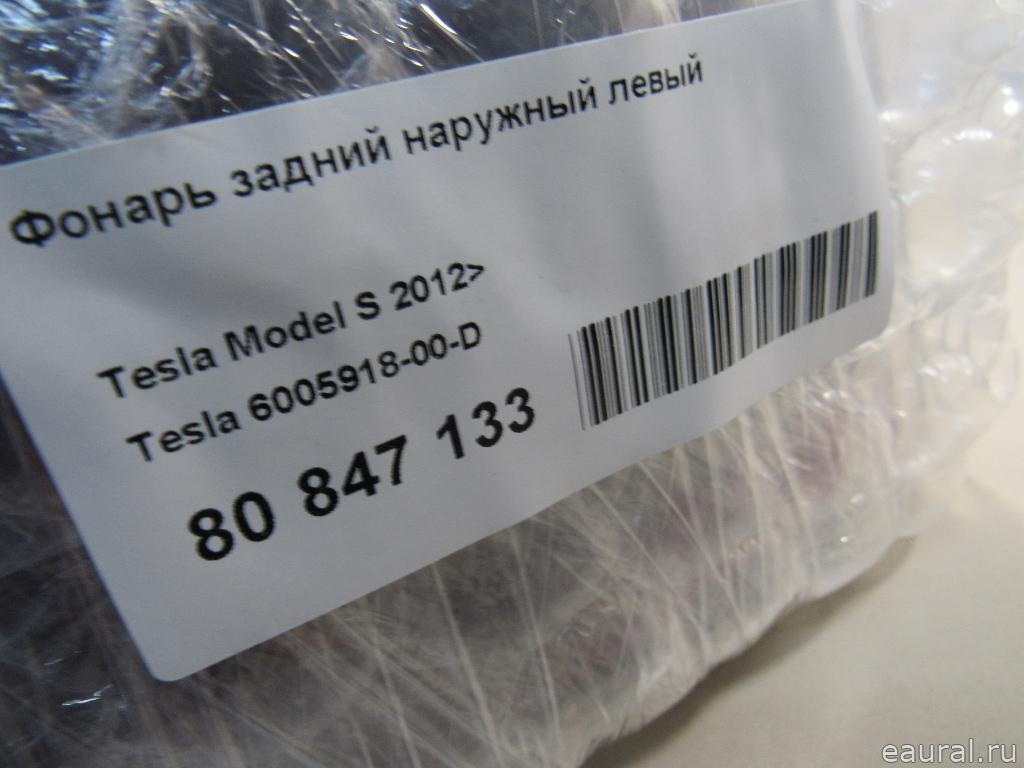 Фонарь задний наружный левый
Tesla Model S 2012>
Tesla 6005918-00-D
80 847 133
eaural.ru